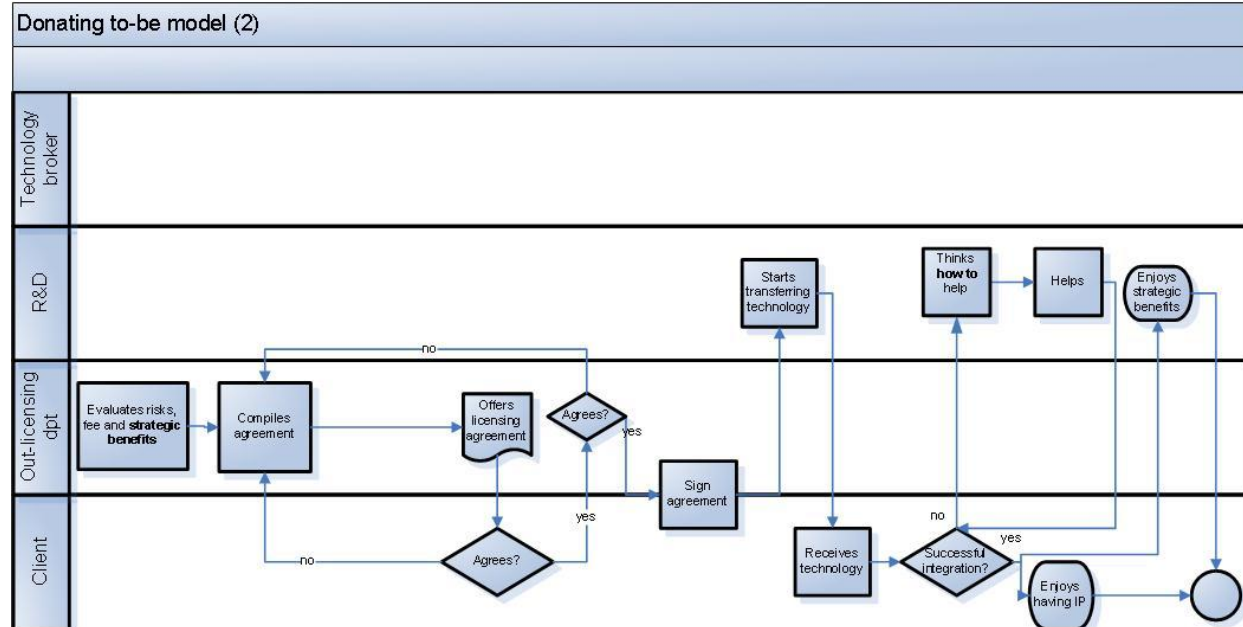 Donating to-be model (2)
Technology
broker
R&D
Out-licensing
dpt
Client
Evaluates risks,
fee and strategic
benefits
Compiles
agreement
no
Offers
licensing
agreement
Agrees?
yes
no
Agrees?
yes
Sign
agreement
Starts
transferring
technology
Receives
technology
Successful
integration?
no
yes
Thinks
how to
help
Helps
Enjoys
strategic
benefits
Enjoys
having IP